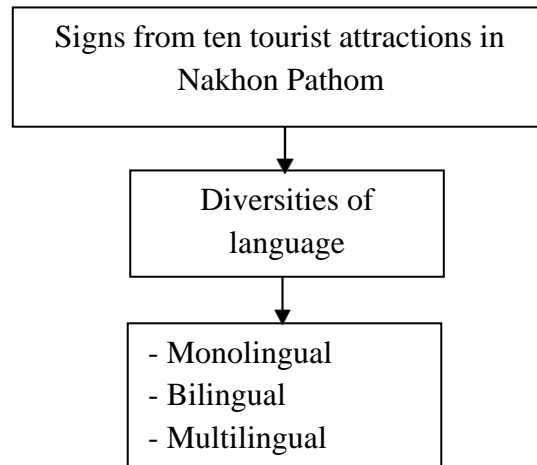 Signs from ten tourist attractions in
Nakhon Pathom
Diversities of
language
- Monolingual
- Bilingual
- Multilingual